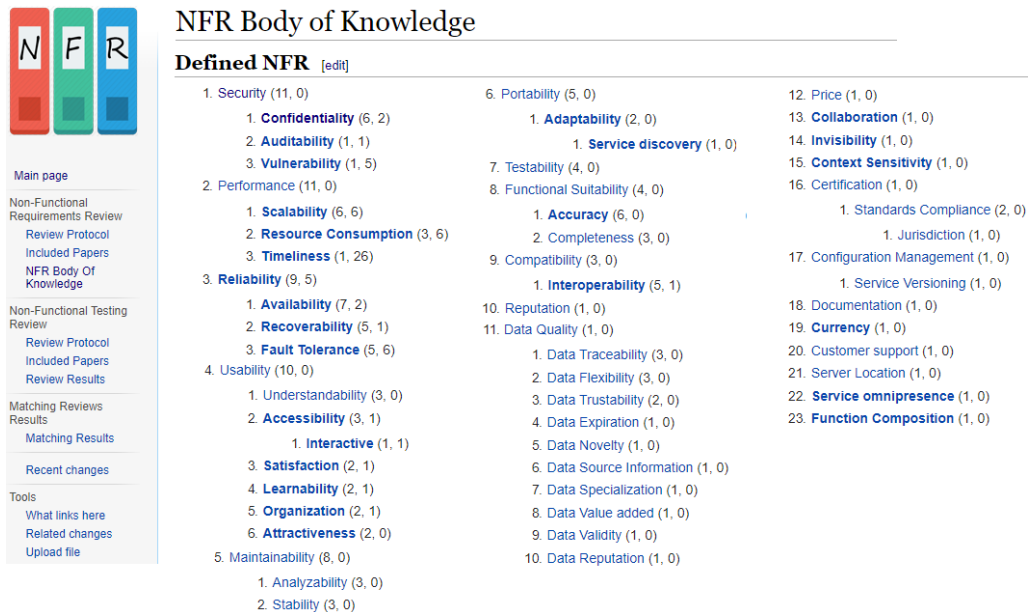 N F R
Main page
Non-Functional
Requirements Review
Review Protocol
Included Papers
NFR Body Of
Knowledge
Non-Functional Testing
Review
Review Protocol
Included Papers
Review Results
Matching Reviews
Results
Matching Results
Recent changes
Tools
What links here
Related changes
Upload file
NFR Body of Knowledge
Defined NFR [edit]
1. Security (11, 0)
1. Confidentiality (6, 2)
2. Auditability (1, 1)
3. Vulnerability (1, 5)
2. Performance (11, 0)
1. Scalability (6, 6)
2. Resource Consumption (3, 6)
3. Timeliness (1, 26)
3. Reliability (9, 5)
1. Availability (7, 2)
2. Recoverability (5, 1)
3. Fault Tolerance (5, 6)
4. Usability (10, 0)
1. Understandability (3, 0)
2. Accessibility (3, 1)
1. Interactive (1, 1)
3. Satisfaction (2, 1)
4. Learnability (2, 1)
5. Organization (2, 1)
6. Attractiveness (2, 0)
5. Maintainability (8, 0)
1. Analyzability (3, 0)
2. Stability (3, 0)
6. Portability (5, 0)
1. Adaptability (2, 0)
1. Service discovery (1, 0)
7. Testability (4, 0)
8. Functional Suitability (4, 0)
1. Accuracy (6, 0)
2. Completeness (3, 0)
9. Compatibility (3, 0)
1. Interoperability (5, 1)
10. Reputation (1, 0)
11. Data Quality (1, 0)
1. Data Traceability (3, 0)
2. Data Flexibility (3, 0)
3. Data Trustability (2, 0)
4. Data Expiration (1, 0)
5. Data Novelty (1, 0)
6. Data Source Information (1, 0)
7. Data Specialization (1, 0)
8. Data Value added (1, 0)
9. Data Validity (1, 0)
10. Data Reputation (1, 0)
12. Price (1, 0)
13. Collaboration (1, 0)
14. Invisibility (1, 0)
15. Context Sensitivity (1, 0)
16. Certification (1, 0)
1. Standards Compliance (2, 0)
1. Jurisdiction (1, 0)
17. Configuration Management (1, 0)
1. Service Versioning (1, 0)
18. Documentation (1, 0)
19. Currency (1, 0)
20. Customer support (1, 0)
21. Server Location (1, 0)
22. Service omnipresence (1, 0)
23. Function Composition (1, 0)